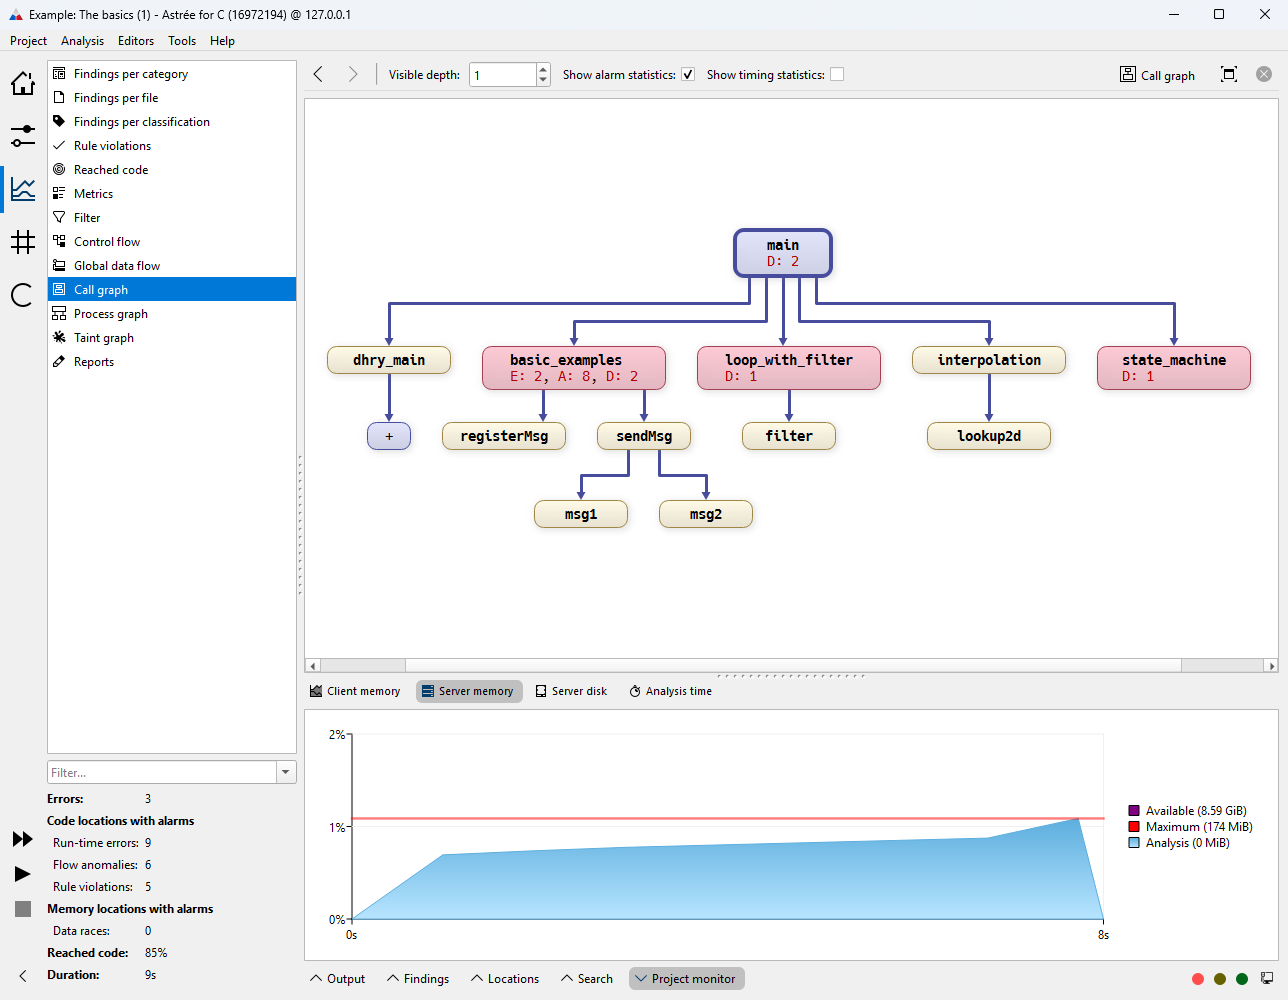 Example: The basics (1) - Astrée for C (16972194) @ 127.0.0.1
Project Analysis Editors Tools Help
Findings per category
Findings per file
Findings per classification
Rule violations
Reached code
Metrics
Filter
Control flow
Global data flow
Call graph
Process graph
Taint graph
Reports
Filter...
Errors: 3
Code locations with alarms
Run-time errors: 9
Flow anomalies: 6
Rule violations: 5
Memory locations with alarms
Data races: 0
Reached code: 85%
Duration: 9s
Visible depth: 1 Show alarm statistics: Show timing statistics: Call graph
main
D: 2
dhry_main
basic_examples
E: 2, A: 8, D: 2
loop_with_filter
D: 1
interpolation
state_machine
D: 1
+
registerMsg
sendMsg
filter
lookup2d
msg1
msg2
Client memory Server memory Server disk Analysis time
2%
1%
0%
0s
8s
Available (8.59 GiB)
Maximum (174 MiB)
Analysis (0 MiB)
Output Findings Locations Search Project monitor